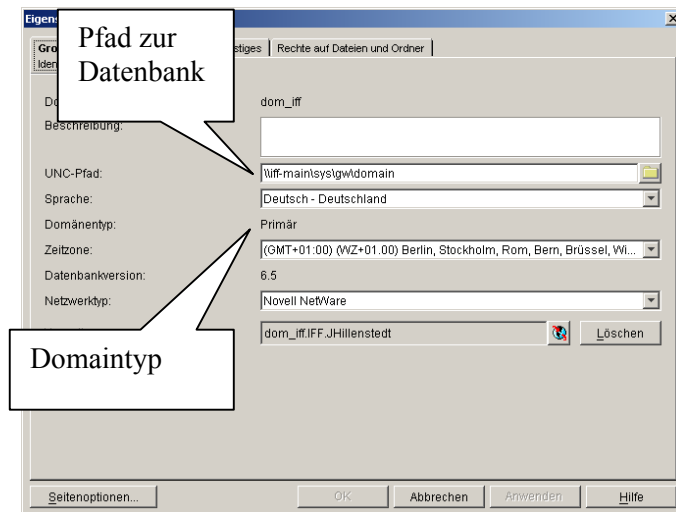 Eigens
Pfad zur
Datenbank
Gro
stiges
Rechte auf Dateien und Ordner
Iden
Do
dom_iff
Beschreibung:
UNC-Pfad:
\\iff-main\sys\gw\domain
Sprache:
Deutsch - Deutschland
Domänentyp:
Primär
Zeitzone:
(GMT+01:00) (WZ+01.00) Berlin, Stockholm, Rom, Bern, Brüssel, Wi...
Datenbankversion:
6.5
Netzwerktyp:
Novell NetWare
Domaintyp
dom_iff.IFF.JHillenstedt
Löschen
Seitenoptionen...
OK
Abbrechen
Anwenden
Hilfe